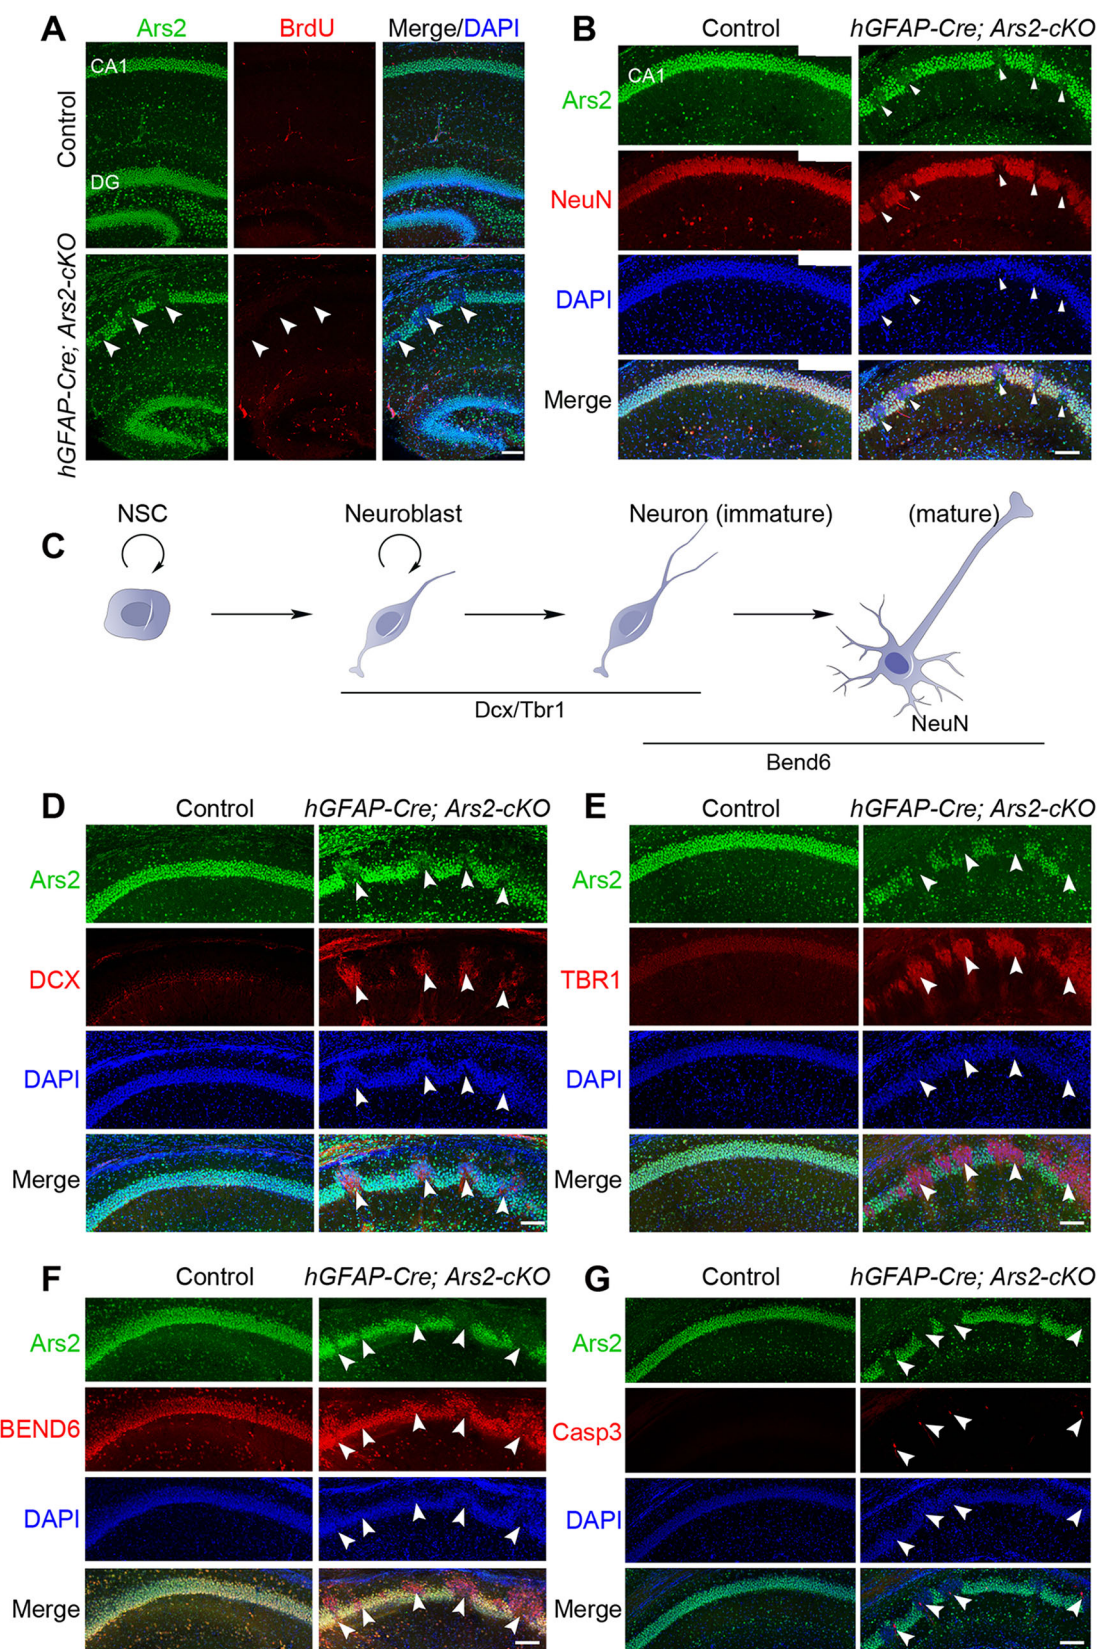 A
Ars2
BrdU
Merge/DAPI
Control
CA1
DG
hGFAP-Cre; Ars2-cKO
B
Control
hGFAP-Cre; Ars2-cKO
CA1
Ars2
NeuN
DAPI
Merge
C
NSC
Neuroblast
Neuron (immature)
(mature)
Dcx/Tbr1
NeuN
Bend6
D
Control
hGFAP-Cre; Ars2-cKO
Ars2
DCX
DAPI
Merge
E
Control
hGFAP-Cre; Ars2-cKO
Ars2
TBR1
DAPI
Merge
F
Control
hGFAP-Cre; Ars2-cKO
Ars2
BEND6
DAPI
Merge
G
Control
hGFAP-Cre; Ars2-cKO
Ars2
Casp3
DAPI
Merge